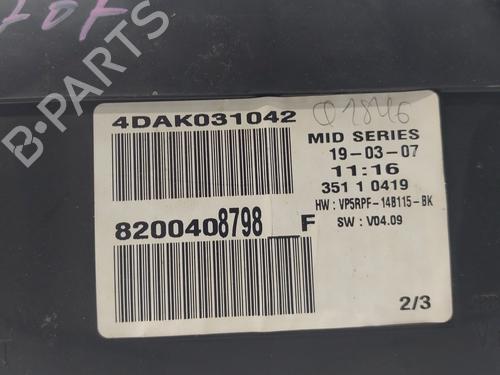 4DAK031042
MID SERIES
19-03-07
11:16
351 1 0419
HW : VP5RPF-14B115-BK
SW : V04.09
8200408798__F
2/3
B-PARTS